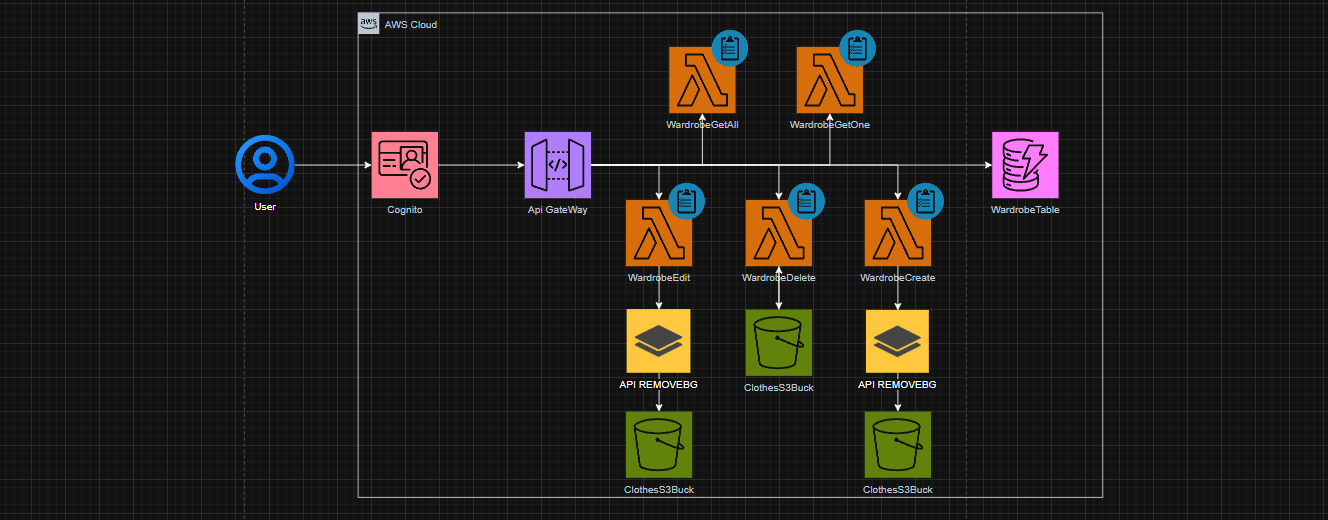 aws
AWS Cloud
WardrobeGetAll
WardrobeGetOne
User
Cognito
Api GateWay
WardrobeTable
WardrobeEdit
WardrobeDelete
WardrobeCreate
API REMOVEBG
ClothesS3Buck
API REMOVEBG
ClothesS3Buck
ClothesS3Buck